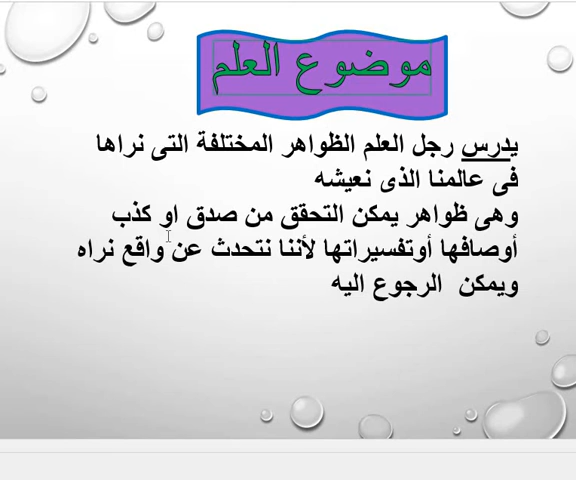 موضوع العلم
يدرس رجل العلم الظواهر المختلفة التى نراها
فى عالمنا الذى نعيشه
وهى ظواهر يمكن التحقق من صدق او كذب
أوصافها أوتفسيراتها لأننا نتحدث عن واقع نراه
ويمكن الرجوع اليه